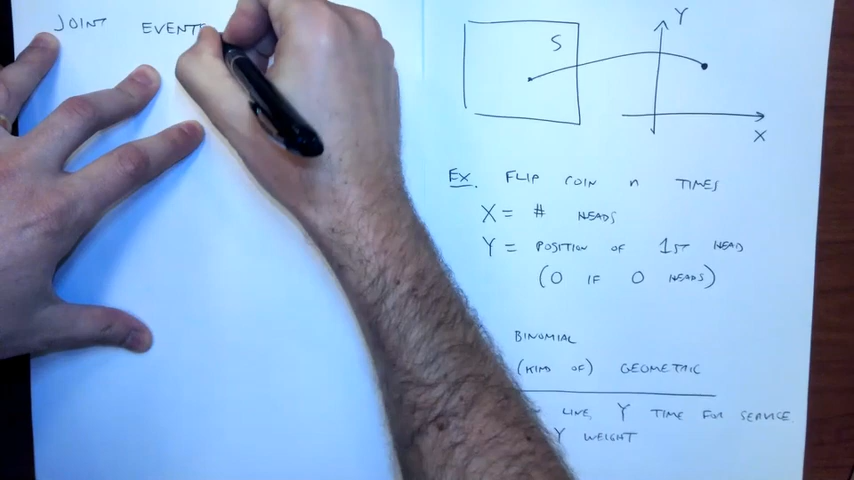 JOINT EVENT
S
Y
X
Ex. FLIP COIN n TIMES
X = # HEADS
Y = POSITION OF 1ST HEAD
(0 IF 0 HEADS)
BINOMIAL
(KIND OF) GEOMETRIC
LINE, Y TIME FOR SERVICE
Y WEIGHT